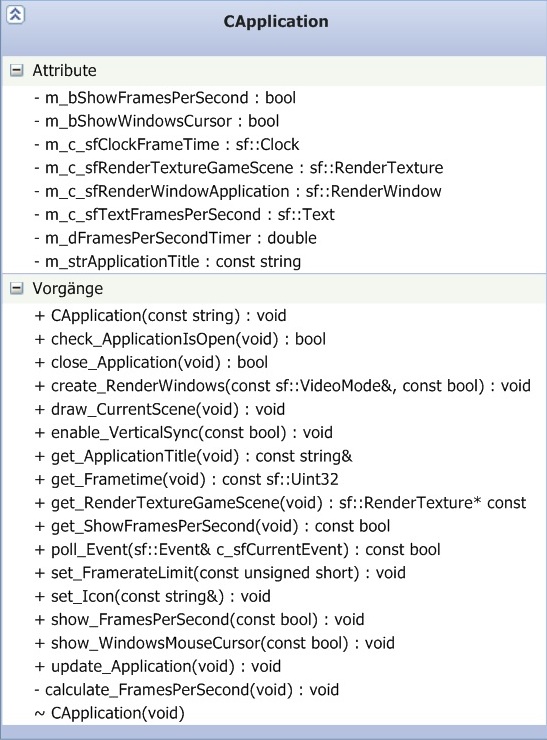 CApplication
Attribute
- m_bShowFramesPerSecond : bool
- m_bShowWindowsCursor : bool
- m_c_sfClockFrameTime : sf::Clock
- m_c_sfRenderTextureGameScene : sf::RenderTexture
- m_c_sfRenderWindowApplication : sf::RenderWindow
- m_c_sfTextFramesPerSecond : sf::Text
- m_dFramesPerSecondTimer : double
- m_strApplicationTitle : const string
Vorgänge
+ CApplication(const string) : void
+ check_ApplicationIsOpen(void) : bool
+ close_Application(void) : bool
+ create_RenderWindows(const sf::VideoMode&, const bool) : void
+ draw_CurrentScene(void) : void
+ enable_VerticalSync(const bool) : void
+ get_ApplicationTitle(void) : const string&
+ get_Frametime(void) : const sf::Uint32
+ get_RenderTextureGameScene(void) : sf::RenderTexture* const
+ get_ShowFramesPerSecond(void) : const bool
+ poll_Event(sf::Event& c_sfCurrentEvent) : const bool
+ set_FramerateLimit(const unsigned short) : void
+ set_Icon(const string&) : void
+ show_FramesPerSecond(const bool) : void
+ show_WindowsMouseCursor(const bool) : void
+ update_Application(void) : void
- calculate_FramesPerSecond(void) : void
~ CApplication(void)